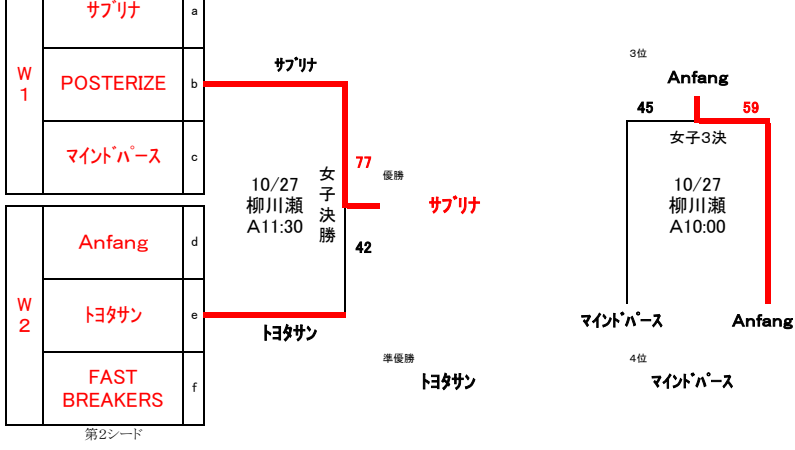 サブリナ a
W1
POSTERIZE b
マインドパース c
Anfang d
W2
トヨタサン e
FAST
BREAKERS f
第2シード
サブリナ
77
優勝
女子決勝
10/27
柳川瀬
A11:30
サブリナ
42
トヨタサン
準優勝
トヨタサン
3位
Anfang
45 59
女子3決
10/27
柳川瀬
A10:00
マインドパース Anfang
4位
マインドパース